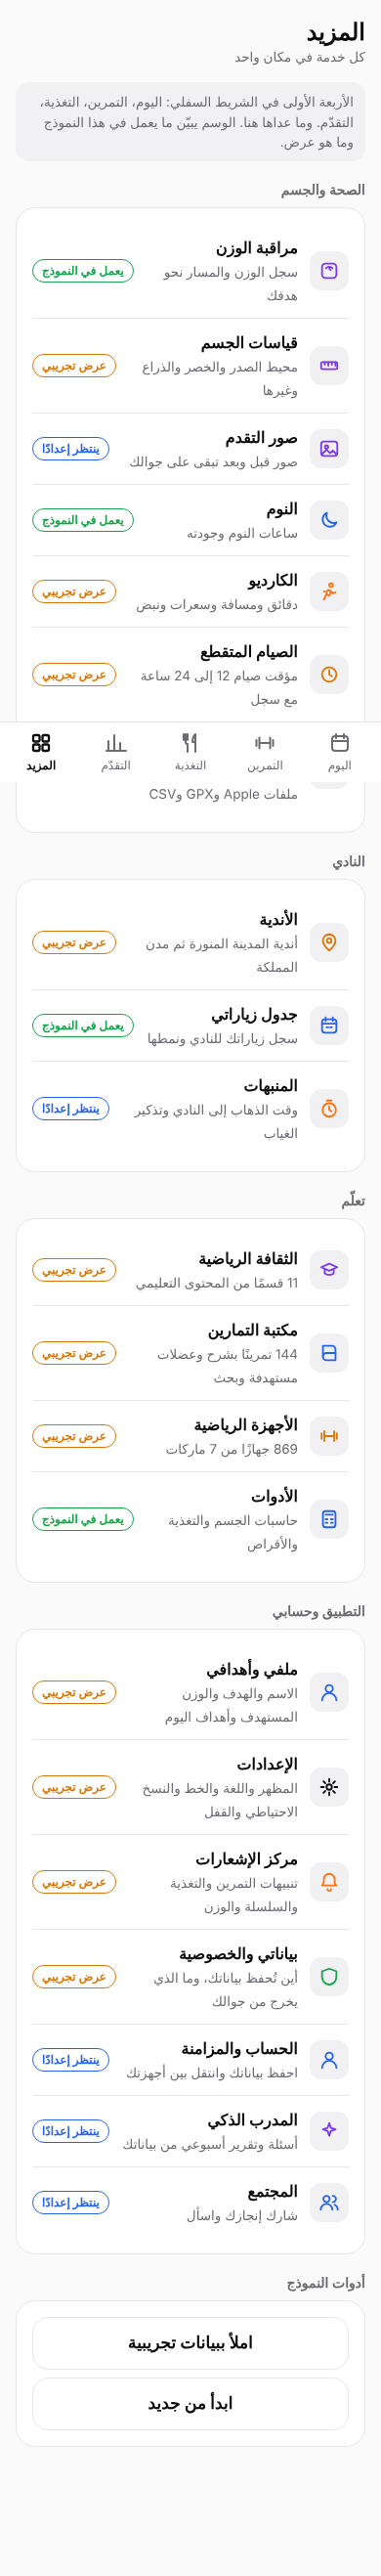 المزيد
كل خدمة في مكان واحد
الأربعة الأولى في الشريط السفلي: اليوم، التمرين، التغذية،
التقدّم. وما عداها هنا. الوسم يبيّن ما يعمل في هذا النموذج
وما هو عرض.
الصحة والجسم
مراقبة الوزن
سجل الوزن والمسار نحو
هدفك
يعمل في النموذج
قياسات الجسم
محيط الصدر والخصر والذراع
وغيرها
عرض تجريبي
صور التقدم
صور قبل وبعد تبقى على جوالك
ينتظر إعدادًا
النوم
ساعات النوم وجودته
يعمل في النموذج
الكارديو
دقائق ومسافة وسعرات ونبض
عرض تجريبي
الصيام المتقطع
مؤقت صيام 12 إلى 24 ساعة
مع سجل
عرض تجريبي
اليوم
التمرين
التغذية
التقدّم
المزيد
ملفات Apple وGPX وCSV
النادي
الأندية
أندية المدينة المنورة ثم مدن
المملكة
عرض تجريبي
جدول زياراتي
سجل زياراتك للنادي ونمطها
يعمل في النموذج
المنبهات
وقت الذهاب إلى النادي وتذكير
الغياب
ينتظر إعدادًا
تعلّم
الثقافة الرياضية
11 قسمًا من المحتوى التعليمي
عرض تجريبي
مكتبة التمارين
144 تمرينًا بشرح وعضلات
مستهدفة وبحث
عرض تجريبي
الأجهزة الرياضية
869 جهازًا من 7 ماركات
عرض تجريبي
الأدوات
حاسبات الجسم والتغذية
والأقراص
يعمل في النموذج
التطبيق وحسابي
ملفي وأهدافي
الاسم والهدف والوزن
المستهدف وأهداف اليوم
عرض تجريبي
الإعدادات
المظهر واللغة والخط والنسخ
الاحتياطي والقفل
عرض تجريبي
مركز الإشعارات
تنبيهات التمرين والتغذية
والسلسلة والوزن
عرض تجريبي
بياناتي والخصوصية
أين تُحفظ بياناتك، وما الذي
يخرج من جوالك
عرض تجريبي
الحساب والمزامنة
احفظ بياناتك وانتقل بين أجهزتك
ينتظر إعدادًا
المدرب الذكي
أسئلة وتقرير أسبوعي من بياناتك
ينتظر إعدادًا
المجتمع
شارك إنجازك واسأل
ينتظر إعدادًا
أدوات النموذج
املأ ببيانات تجريبية
ابدأ من جديد